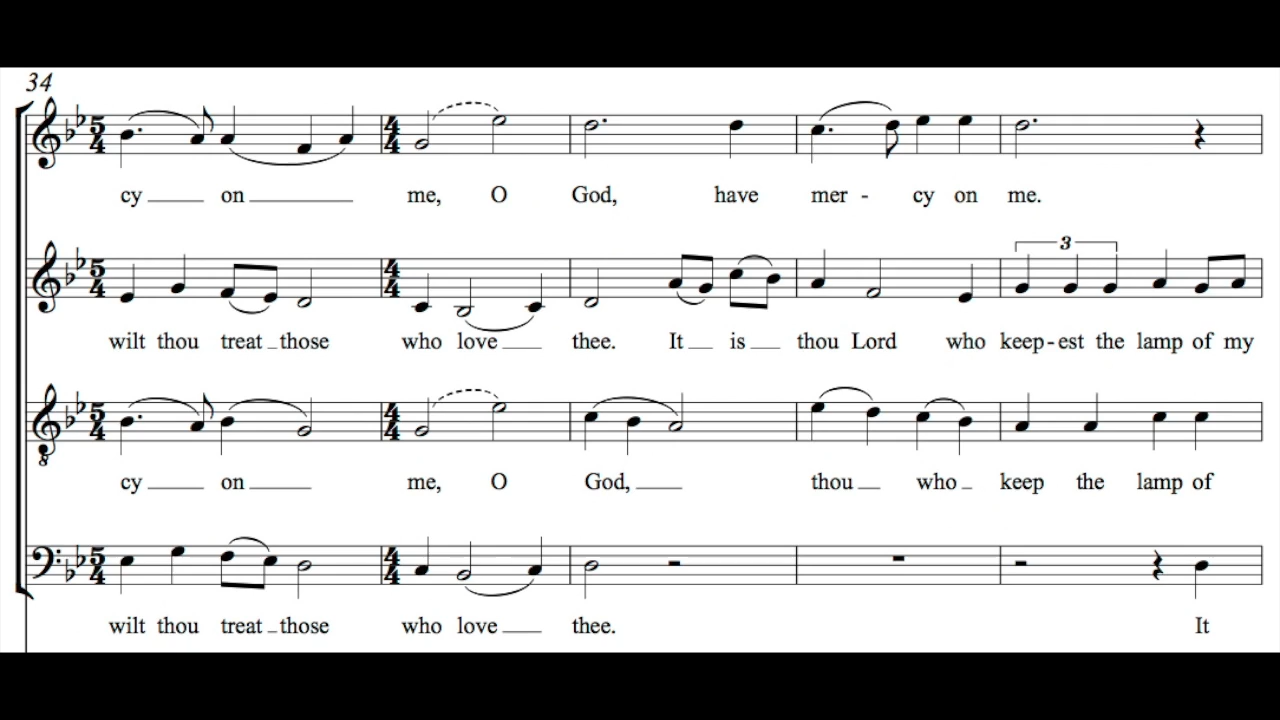 34
cy on me, O God, have mer - cy on me.
wilt thou treat those who love thee. It is thou Lord who keep - est the lamp of my
3
cy on me, O God, thou who keep the lamp of
wilt thou treat those who love thee. It